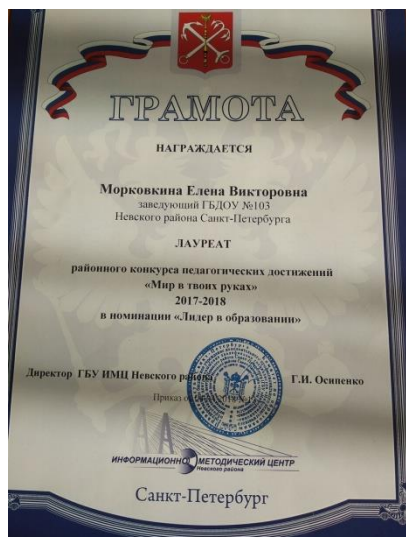 ГРАМОТА
НАГРАЖДАЕТСЯ
Морковкина Елена Викторовна
заведующий ГБДОУ №103
Невского района Санкт-Петербурга
ЛАУРЕАТ
районного конкурса педагогических достижений
«Мир в твоих руках»
2017-2018
в номинации «Лидер в образовании»
Директор ГБУ ИМЦ Невского района Г.И. Осипенко
Приказ
ИНФОРМАЦИОННО МЕТОДИЧЕСКИЙ ЦЕНТР
Невского района
Санкт-Петербург